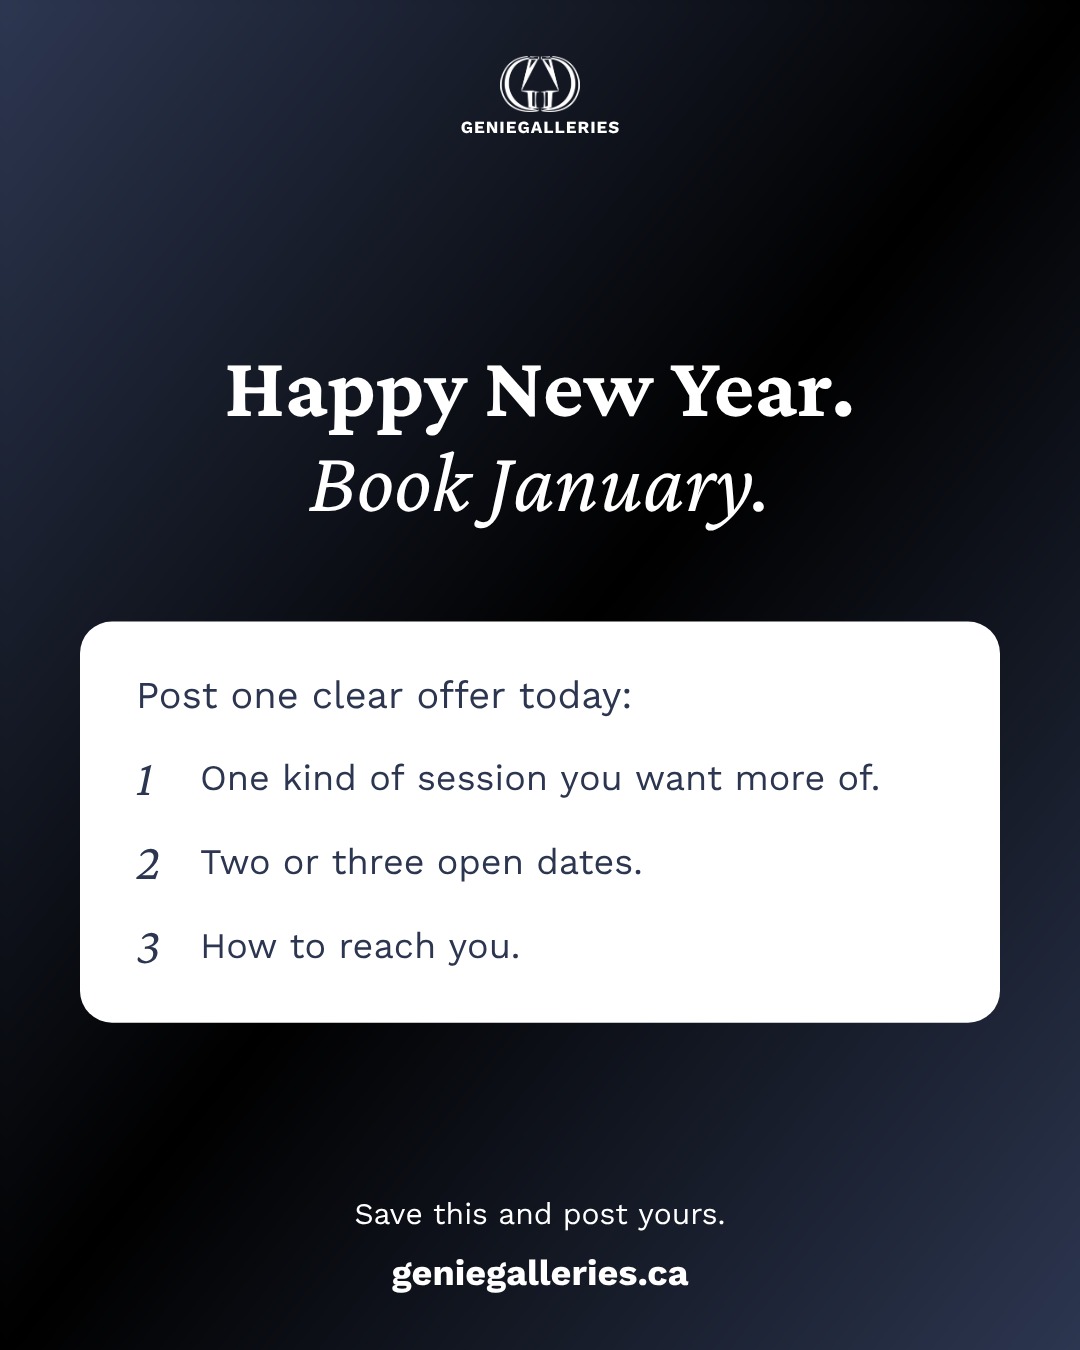 GENIEGALLERIES
Happy New Year.
Book January.
Post one clear offer today:
1 One kind of session you want more of.
2 Two or three open dates.
3 How to reach you.
Save this and post yours.
geniegalleries.ca